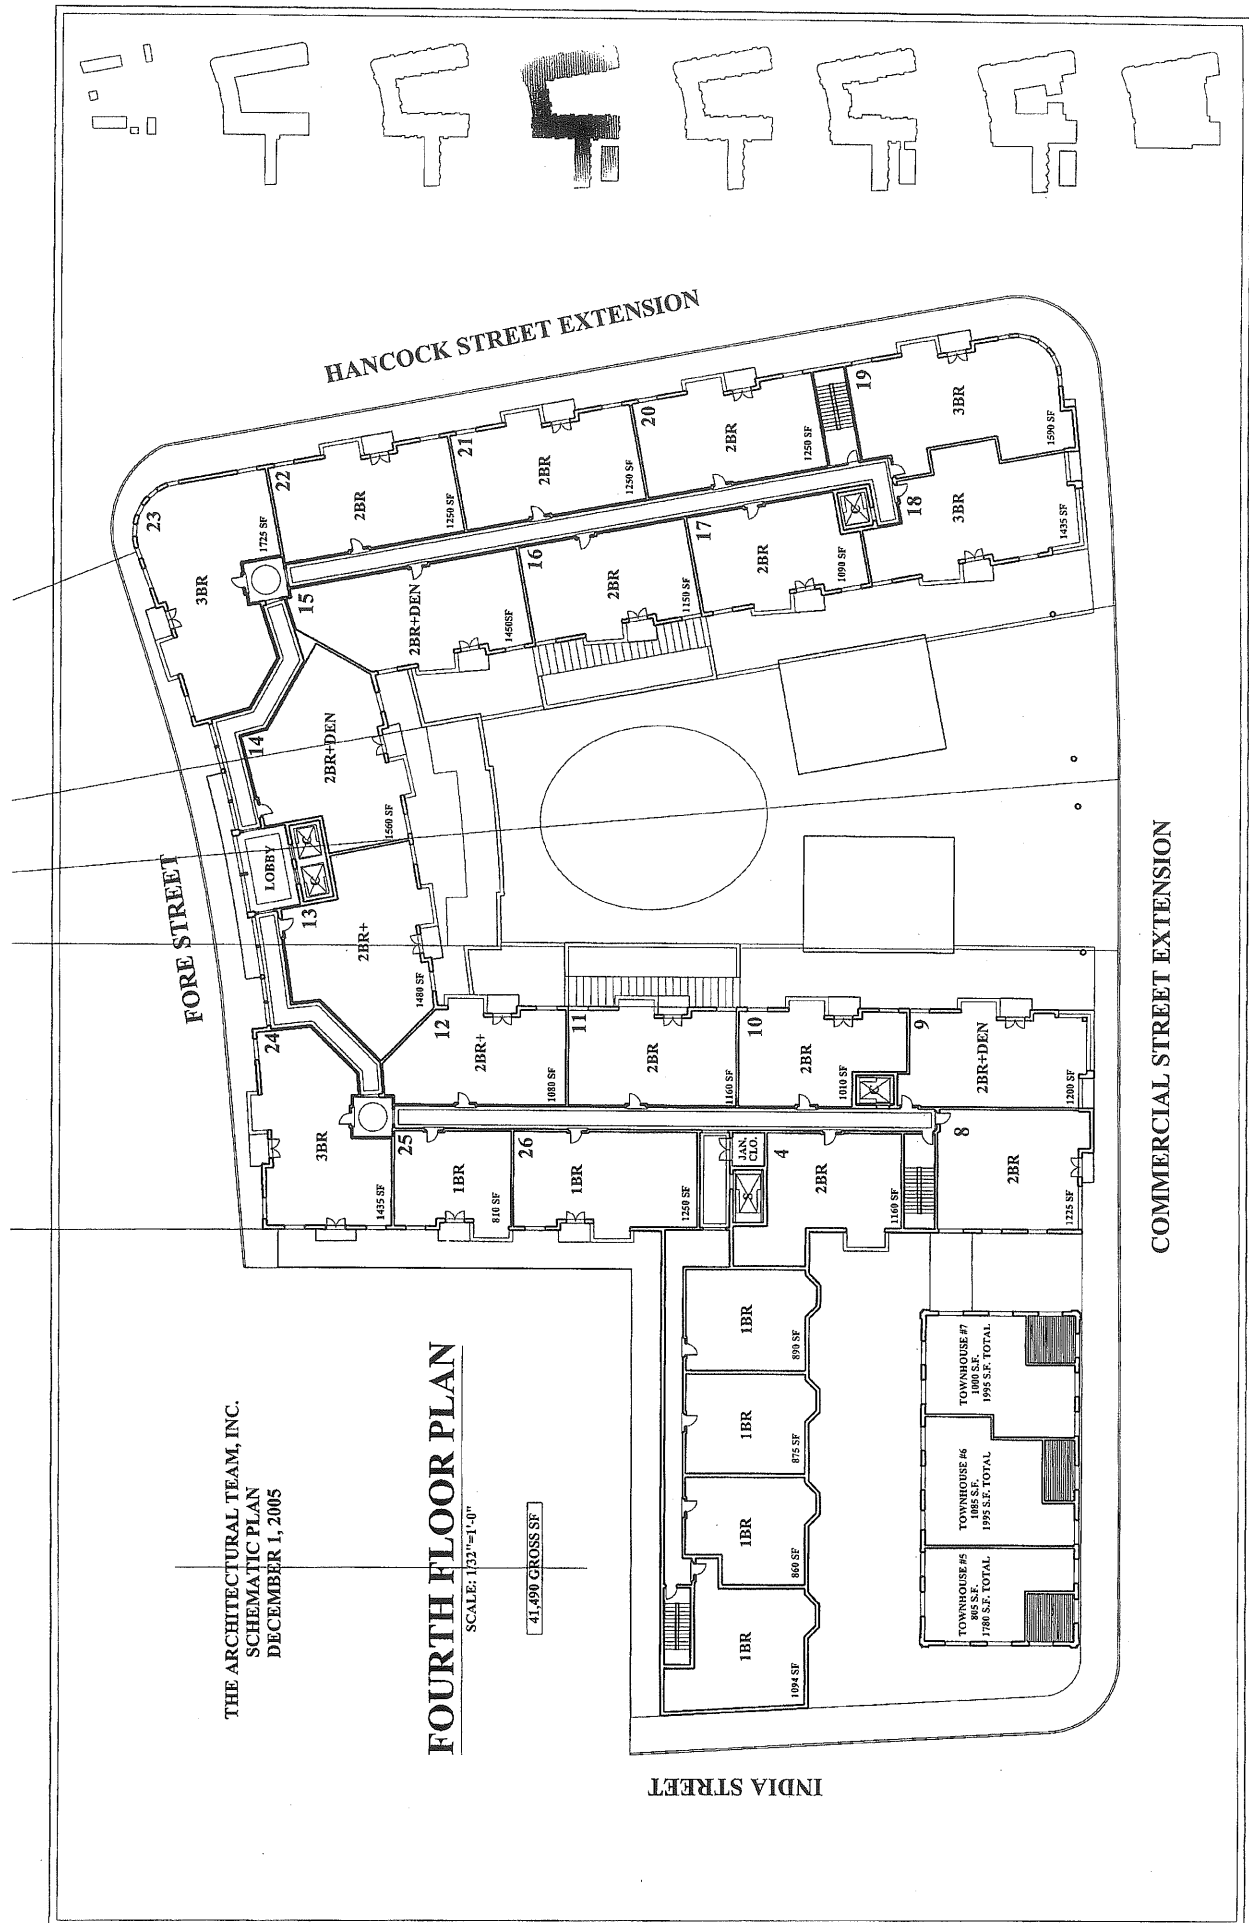 THE ARCHITECTURAL TEAM, INC.
SCHEMATIC PLAN
DECEMBER 1, 2005
FOURTH FLOOR PLAN
SCALE: 1/32"=1'-0"
41,490 GROSS SF
FORE STREET
HANCOCK STREET EXTENSION
COMMERCIAL STREET EXTENSION
INDIA STREET
23
3BR
1725 SF
22
2BR
1250 SF
21
2BR
1250 SF
20
2BR
1250 SF
19
3BR
1590 SF
18
3BR
1435 SF
17
2BR
1090 SF
16
2BR
1150 SF
15
2BR+DEN
1450SF
14
2BR+DEN
1560 SF
LOBBY
13
2BR+
1480 SF
12
2BR+
1080 SF
11
2BR
1160 SF
10
2BR
1010 SF
9
2BR+DEN
1200 SF
24
3BR
1435 SF
25
1BR
810 SF
26
1BR
1250 SF
JAN.
CLO.
4
2BR
1160 SF
8
2BR
1225 SF
1BR
890 SF
1BR
875 SF
1BR
860 SF
1BR
1094 SF
TOWNHOUSE #7
1000 S.F.
1995 S.F. TOTAL
TOWNHOUSE #6
1085 S.F.
1995 S.F. TOTAL
TOWNHOUSE #5
805 S.F.
1780 S.F. TOTAL